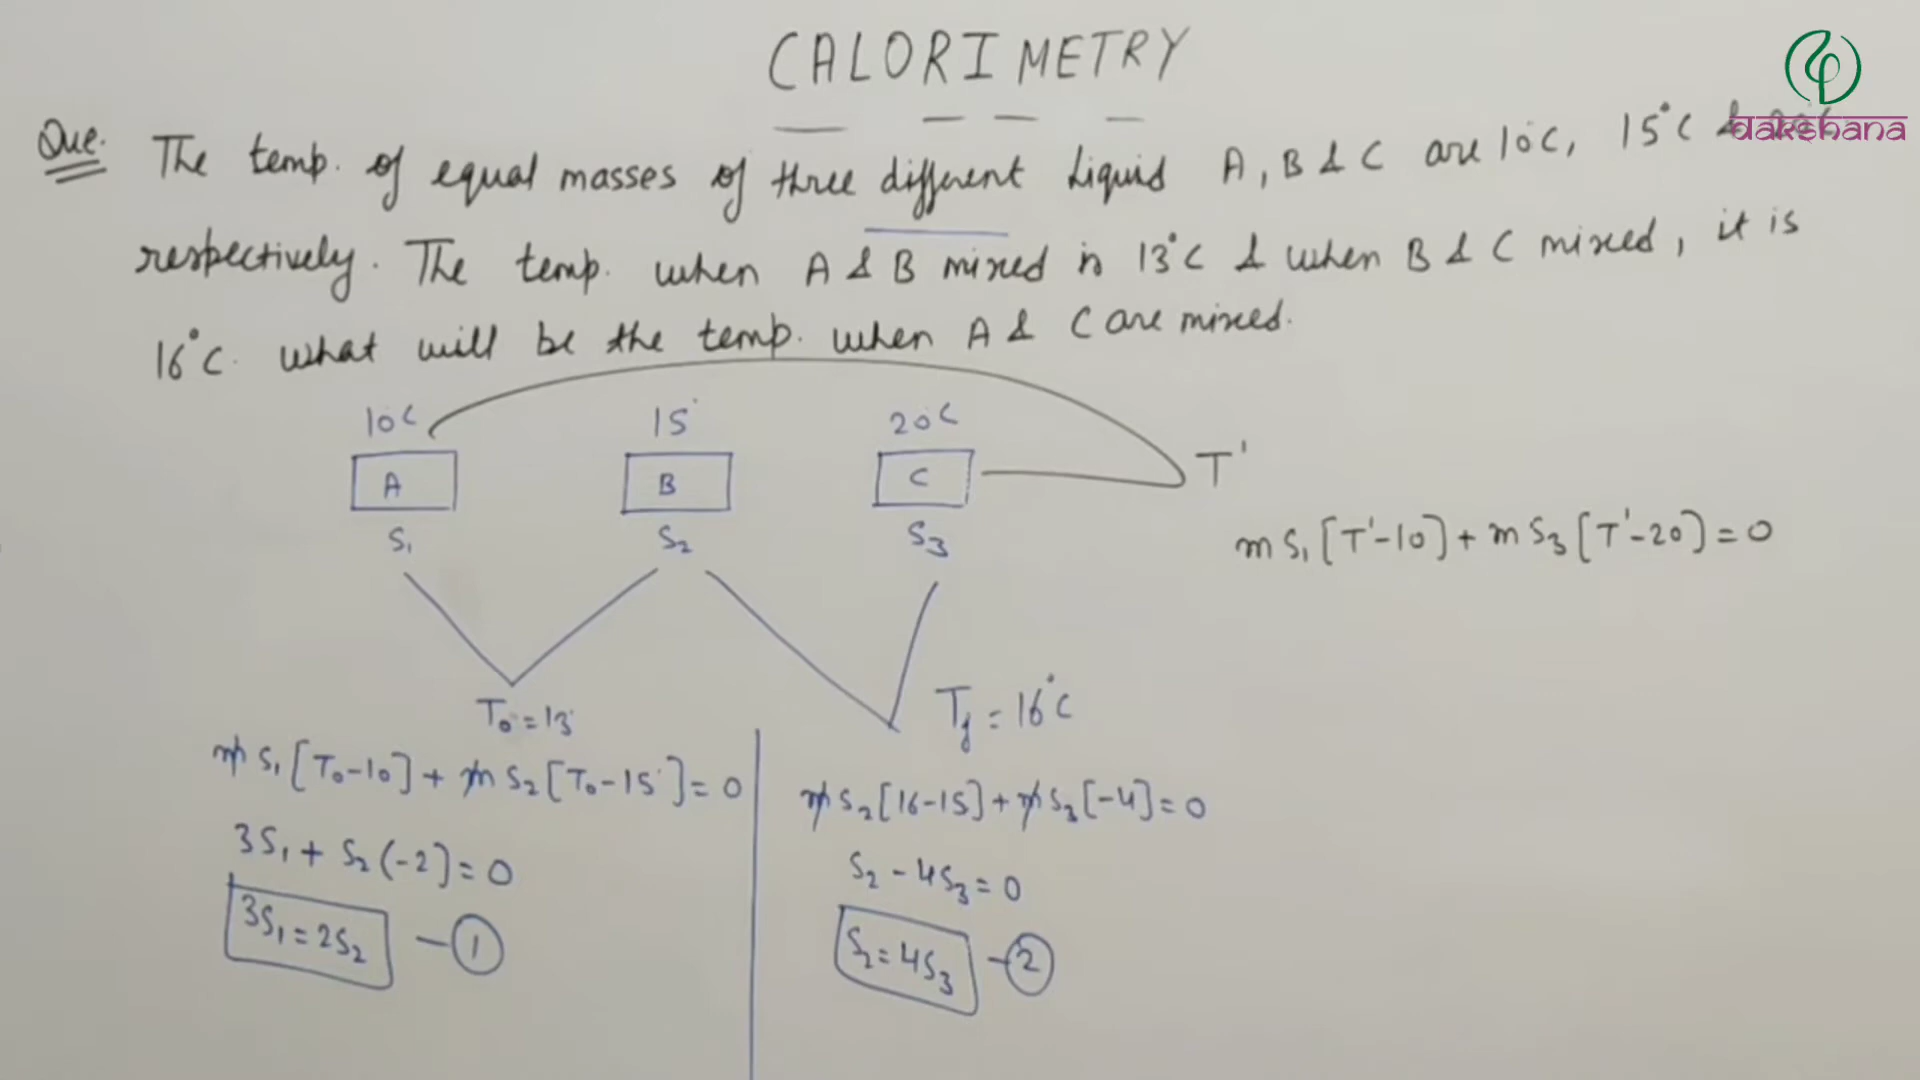 CALORIMETRY
dakshana
Que. The temp. of equal masses of three different Liquid A, B & C are 10°C, 15°C &
respectively. The temp. when A & B mixed is 13°C & when B & C mixed, it is
16°C. what will be the temp. when A & C are mixed.
10°C 15° 20°C
A B C T'
S₁ S₂ S₃
mS₁[T'-10]+mS₃[T'-20]=0
T₀=13
T_f=16°C
mS₁[T₀-10]+mS₂[T₀-15]=0
mS₂[16-15]+mS₃[-4]=0
3S₁+S₂(-2)=0
S₂-4S₃=0
3S₁=2S₂ -①
S₂=4S₃ -②